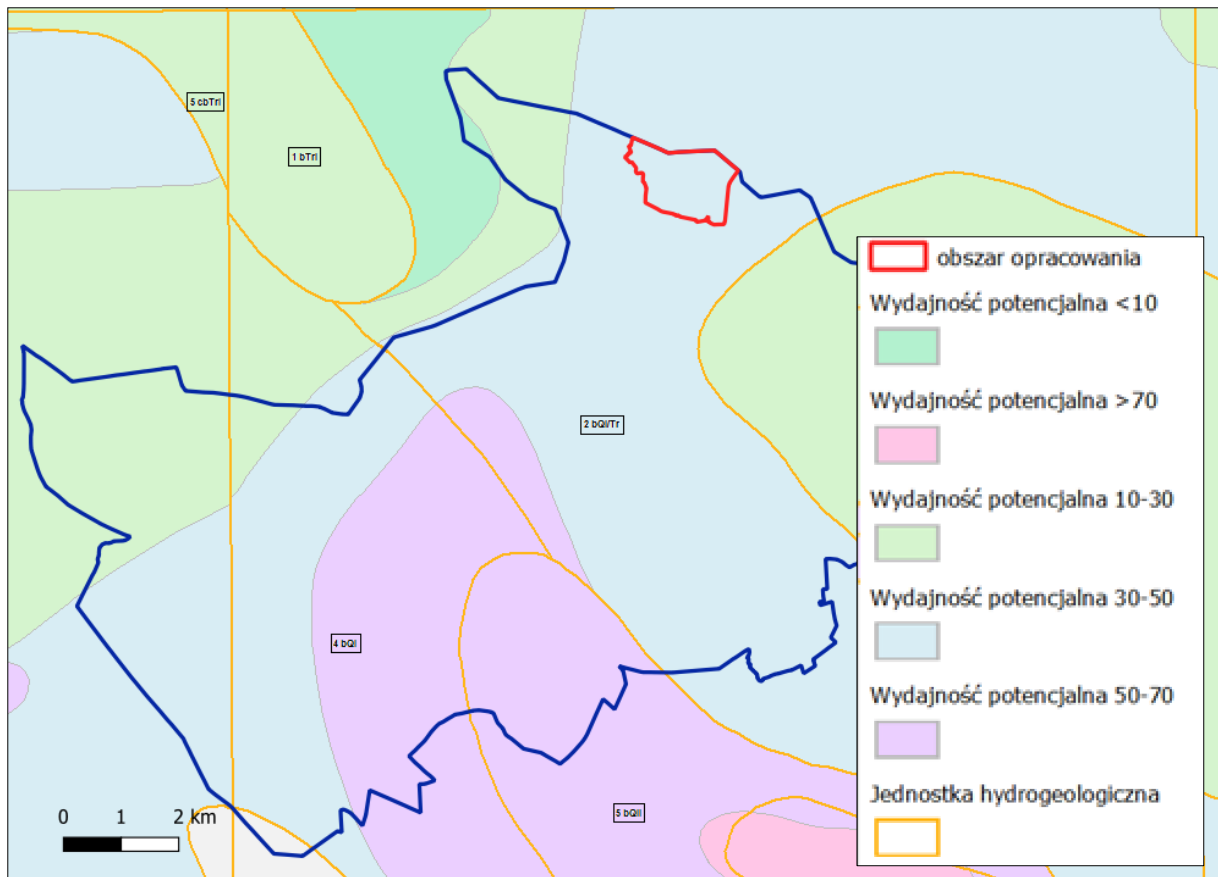 5 cbTrI
1 bTrI
2 bQI/Tr
4 bQI
5 bQII
0 1 2 km
obszar opracowania
Wydajność potencjalna <10
Wydajność potencjalna >70
Wydajność potencjalna 10-30
Wydajność potencjalna 30-50
Wydajność potencjalna 50-70
Jednostka hydrogeologiczna